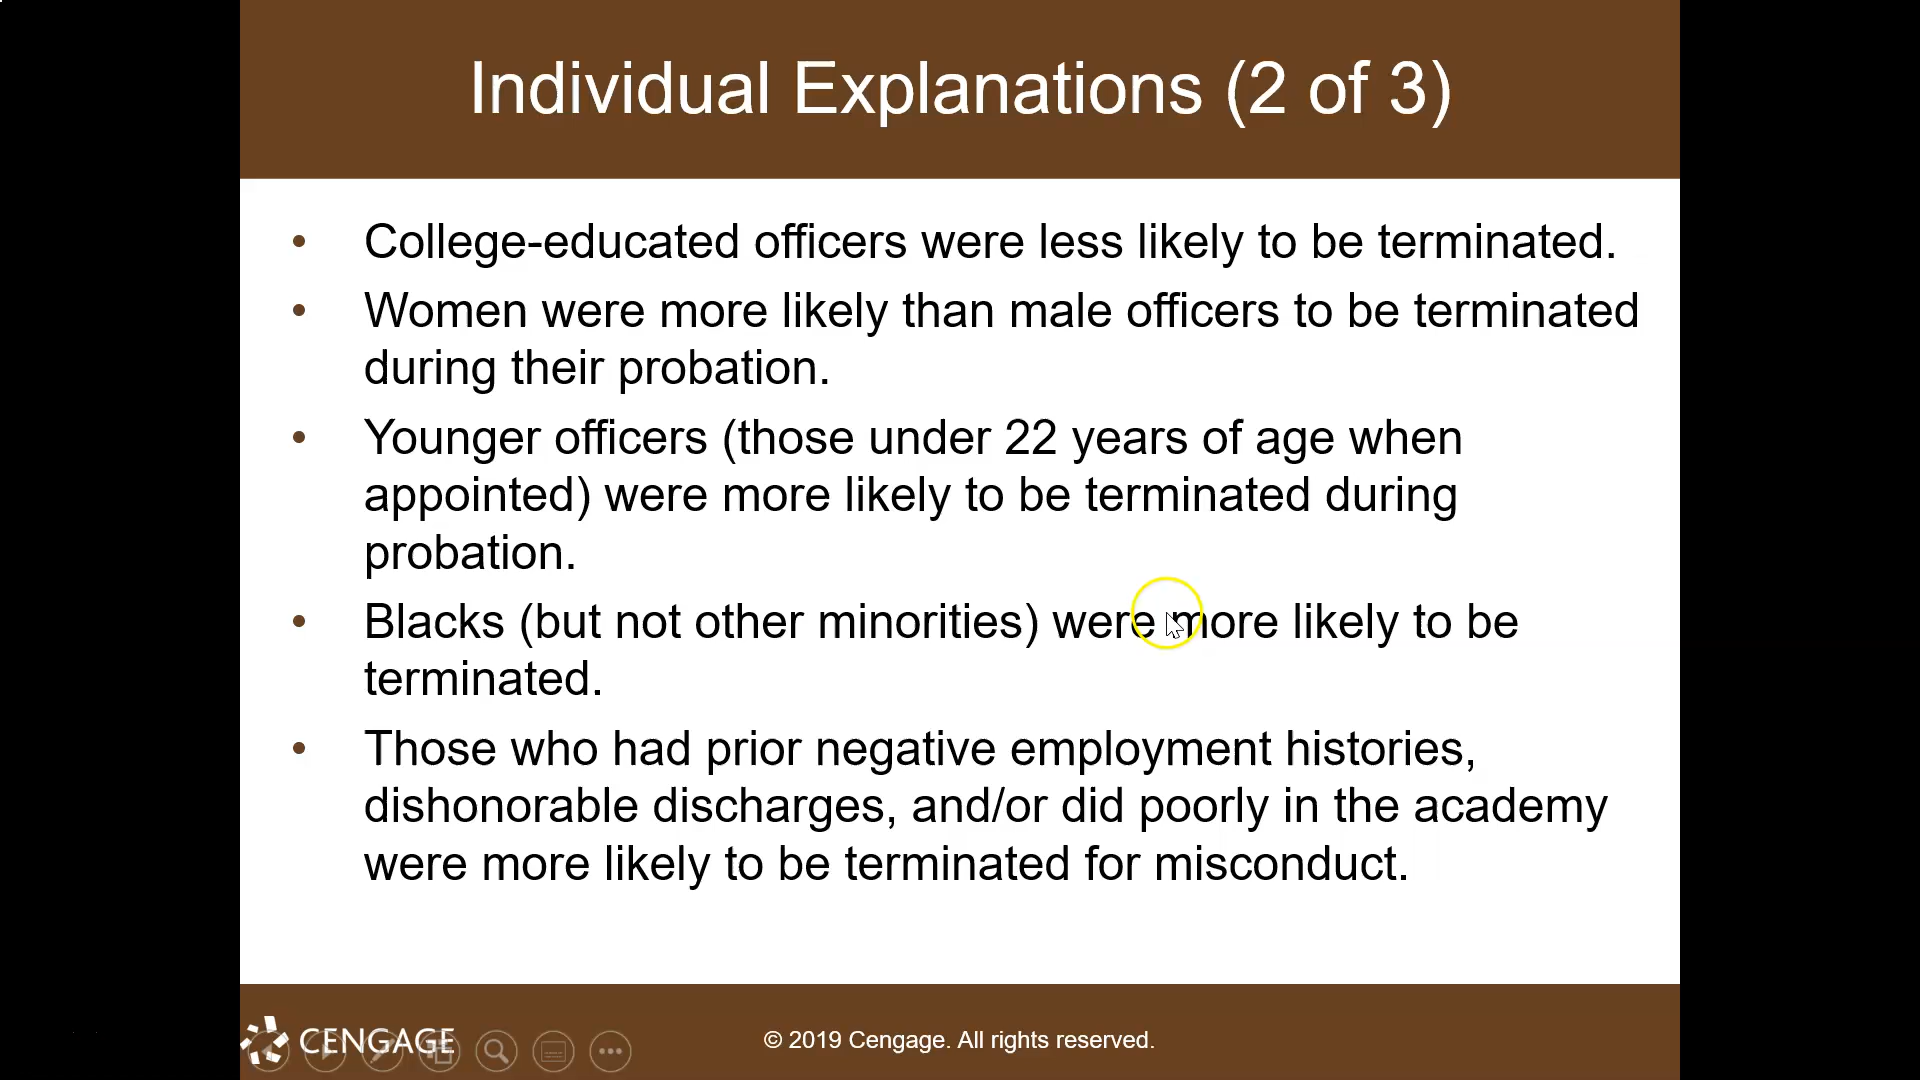 Individual Explanations (2 of 3)
• College-educated officers were less likely to be terminated.
• Women were more likely than male officers to be terminated
during their probation.
• Younger officers (those under 22 years of age when
appointed) were more likely to be terminated during
probation.
• Blacks (but not other minorities) were more likely to be
terminated.
• Those who had prior negative employment histories,
dishonorable discharges, and/or did poorly in the academy
were more likely to be terminated for misconduct.
CENGAGE
© 2019 Cengage. All rights reserved.